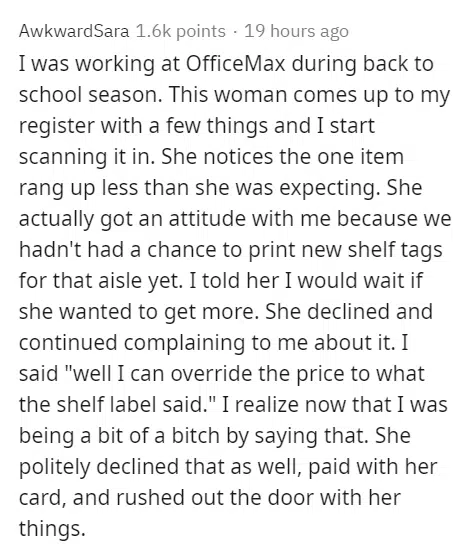 AwkwardSara 1.6k points · 19 hours ago
I was working at OfficeMax during back to
school season. This woman comes up to my
register with a few things and I start
scanning it in. She notices the one item
rang up less than she was expecting. She
actually got an attitude with me because we
hadn't had a chance to print new shelf tags
for that aisle yet. I told her I would wait if
she wanted to get more. She declined and
continued complaining to me about it. I
said "well I can override the price to what
the shelf label said." I realize now that I was
being a bit of a bitch by saying that. She
politely declined that as well, paid with her
card, and rushed out the door with her
things.